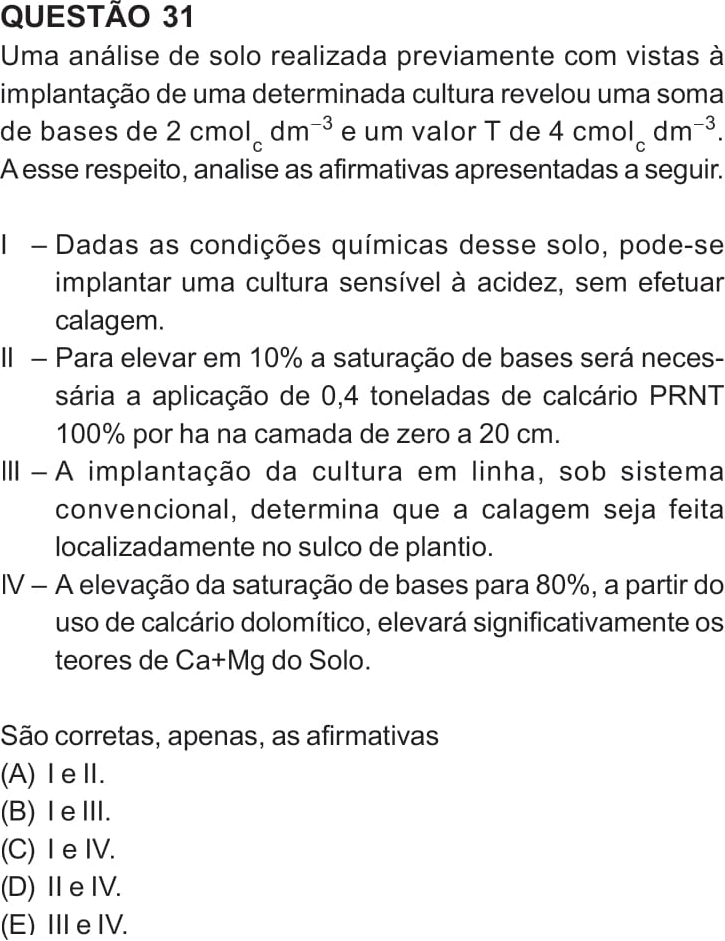 QUESTÃO 31
Uma análise de solo realizada previamente com vistas à
implantação de uma determinada cultura revelou uma soma
de bases de 2 cmol_c dm⁻³ e um valor T de 4 cmol_c dm⁻³.
A esse respeito, analise as afirmativas apresentadas a seguir.
I – Dadas as condições químicas desse solo, pode-se
implantar uma cultura sensível à acidez, sem efetuar
calagem.
II – Para elevar em 10% a saturação de bases será neces-
sária a aplicação de 0,4 toneladas de calcário PRNT
100% por ha na camada de zero a 20 cm.
III – A implantação da cultura em linha, sob sistema
convencional, determina que a calagem seja feita
localizadamente no sulco de plantio.
IV – A elevação da saturação de bases para 80%, a partir do
uso de calcário dolomítico, elevará significativamente os
teores de Ca+Mg do Solo.
São corretas, apenas, as afirmativas
(A) I e II.
(B) I e III.
(C) I e IV.
(D) II e IV.
(E) III e IV.